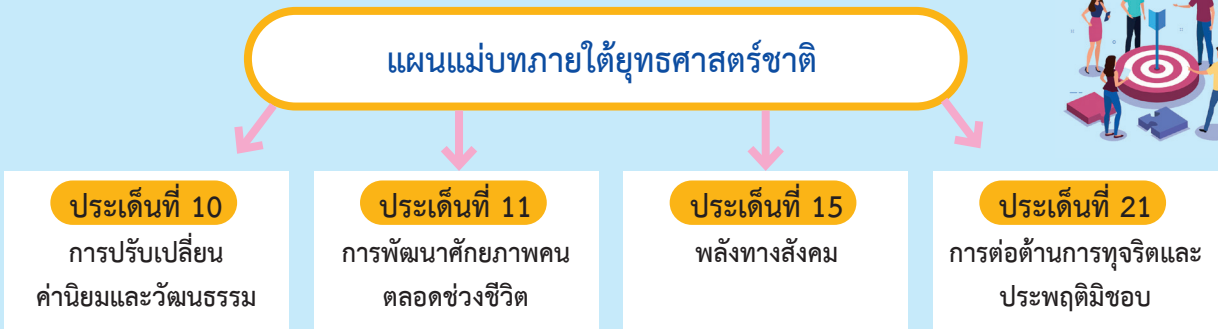 แผนแม่บทภายใต้ยุทธศาสตร์ชาติ
ประเด็นที่ 10
การปรับเปลี่ยน
ค่านิยมและวัฒนธรรม
ประเด็นที่ 11
การพัฒนาศักยภาพคน
ตลอดช่วงชีวิต
ประเด็นที่ 15
พลังทางสังคม
ประเด็นที่ 21
การต่อต้านการทุจริตและ
ประพฤติมิชอบ